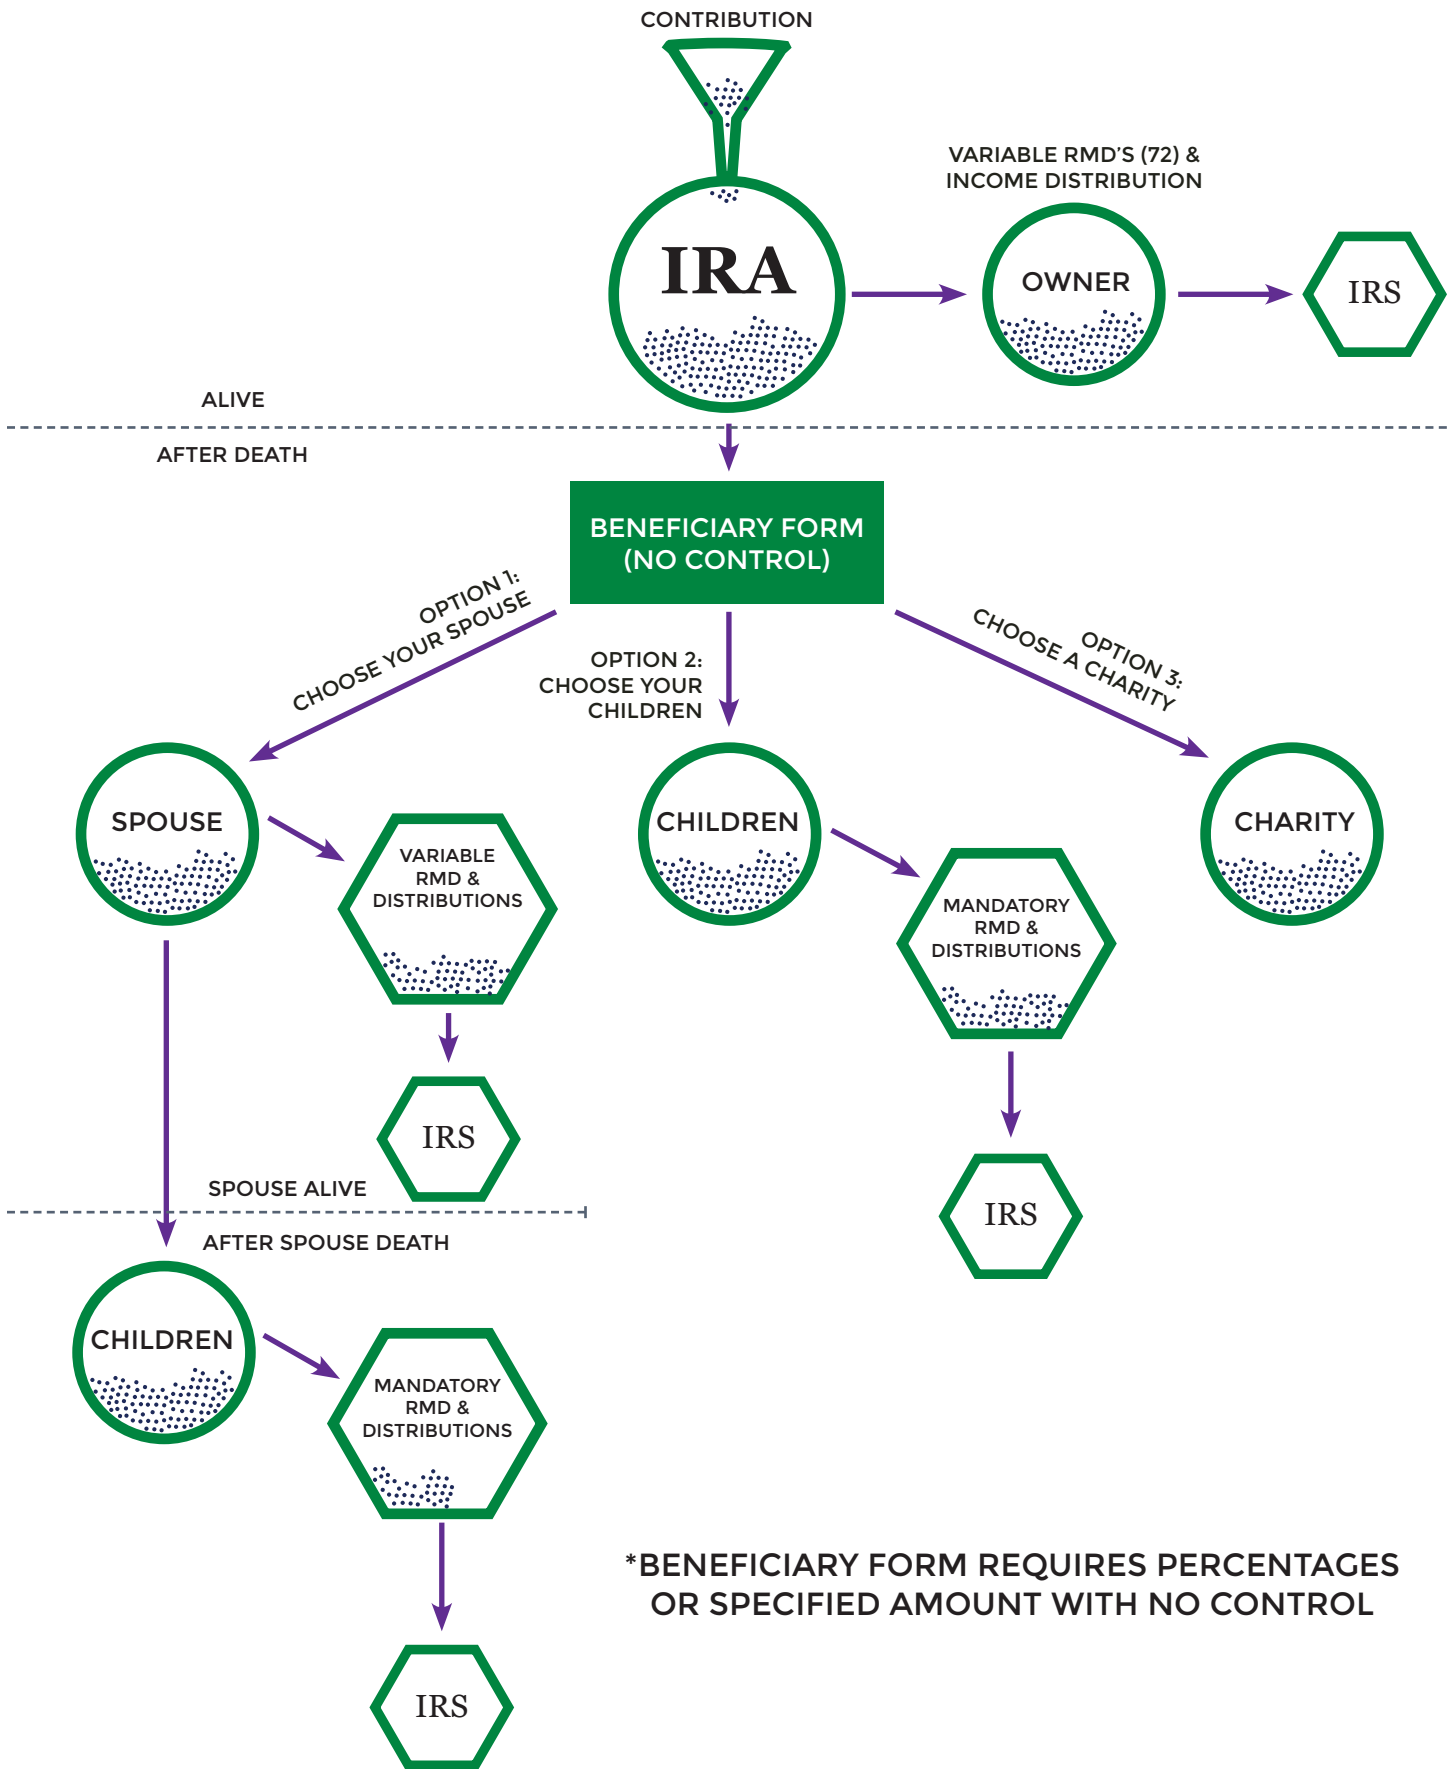 CONTRIBUTION
VARIABLE RMD'S (72) &
INCOME DISTRIBUTION
IRA
OWNER
IRS
ALIVE
AFTER DEATH
BENEFICIARY FORM
(NO CONTROL)
OPTION 1:
CHOOSE YOUR SPOUSE
OPTION 2:
CHOOSE YOUR
CHILDREN
OPTION 3:
CHOOSE A CHARITY
SPOUSE
VARIABLE
RMD &
DISTRIBUTIONS
IRS
CHILDREN
MANDATORY
RMD &
DISTRIBUTIONS
IRS
CHARITY
SPOUSE ALIVE
AFTER SPOUSE DEATH
CHILDREN
MANDATORY
RMD &
DISTRIBUTIONS
IRS
*BENEFICIARY FORM REQUIRES PERCENTAGES
OR SPECIFIED AMOUNT WITH NO CONTROL